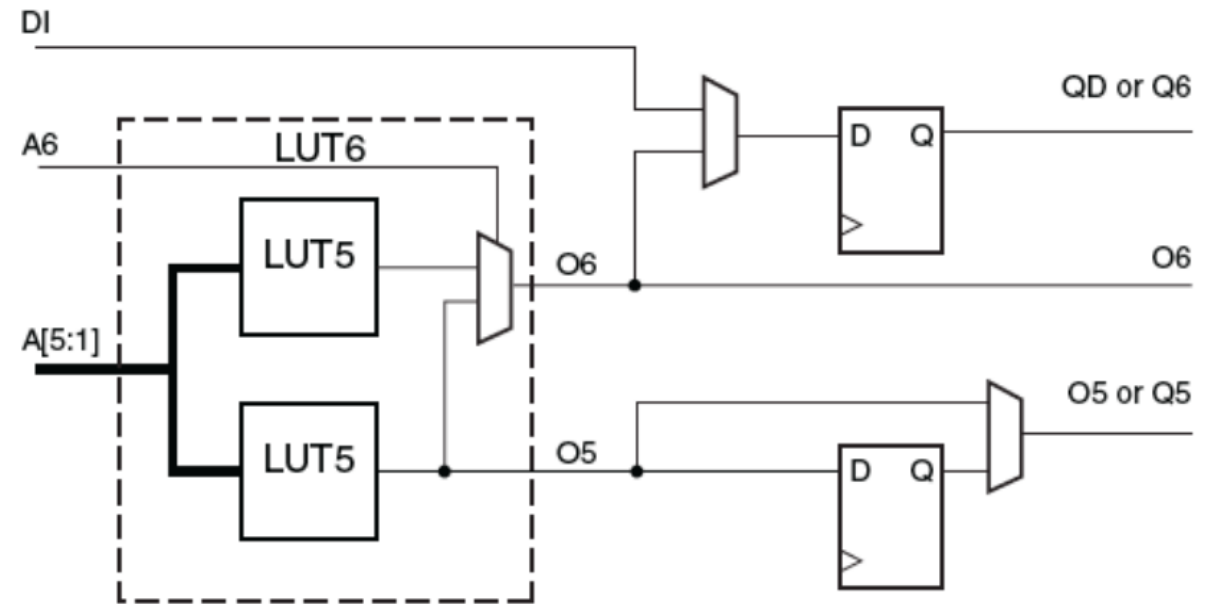 DI
QD or Q6
A6
LUT6
D Q
LUT5
O6
O6
A[5:1]
O5 or Q5
LUT5
O5
D Q